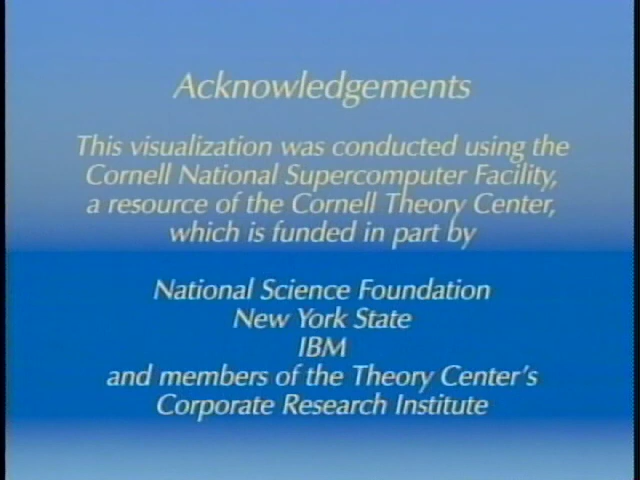 Acknowledgements
This visualization was conducted using the
Cornell National Supercomputer Facility,
a resource of the Cornell Theory Center,
which is funded in part by
National Science Foundation
New York State
IBM
and members of the Theory Center's
Corporate Research Institute